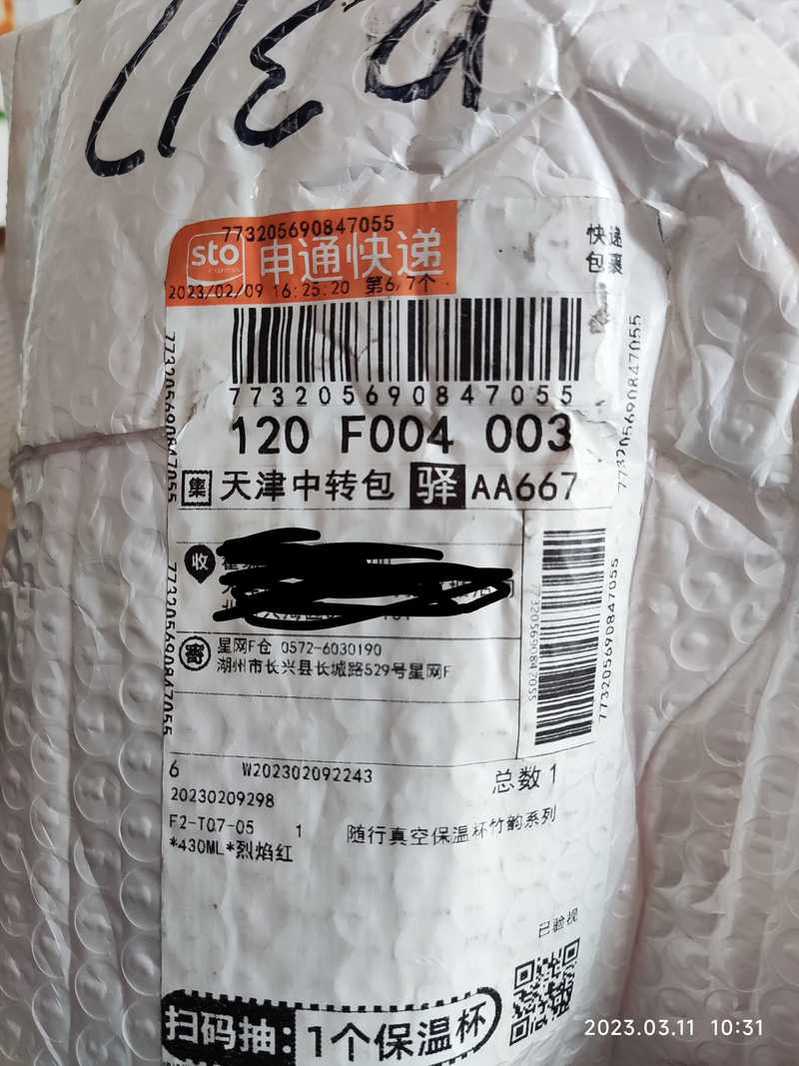 773205690847055
sto 申通快递
快递
包裹
2023/02/09 16:25:20 第6/7个
773205690847055
120 F004 003
集 天津中转包 驿 AA667
773205690847055
773205690847055
773205690847055
773205690847055
773205690847055
收
寄 星网F仓 0572-6030190
湖州市长兴县长城路529号星网F
6 W202302092243 总数 1
20230209298
F2-T07-05 1 随行真空保温杯竹韵系列
*430ML*烈焰红
已验视
扫码抽: 1个保温杯
2023.03.11 10:31